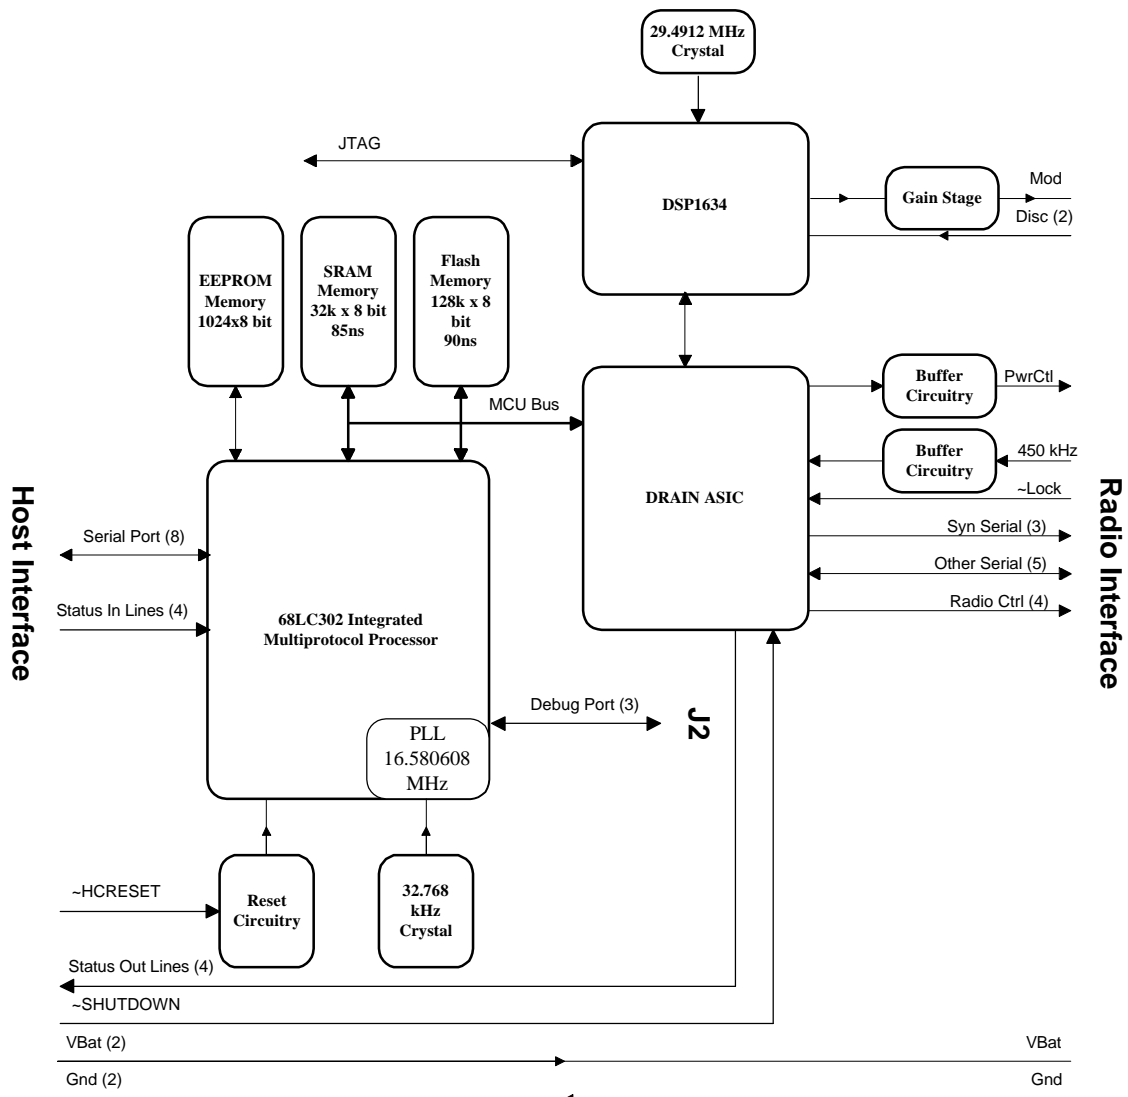 29.4912 MHz
Crystal
JTAG
DSP1634
Gain Stage
Mod
Disc (2)
EEPROM
Memory
1024x8 bit
SRAM
Memory
32k x 8 bit
85ns
Flash
Memory
128k x 8
bit
90ns
MCU Bus
Buffer
Circuitry
PwrCtl
Buffer
Circuitry
450 kHz
DRAIN ASIC
~Lock
Syn Serial (3)
Other Serial (5)
Radio Ctrl (4)
Host Interface
Radio Interface
Serial Port (8)
Status In Lines (4)
68LC302 Integrated
Multiprotocol Processor
Debug Port (3)
J2
PLL
16.580608
MHz
~HCRESET
Reset
Circuitry
32.768
kHz
Crystal
Status Out Lines (4)
~SHUTDOWN
VBat (2)
VBat
Gnd (2)
Gnd